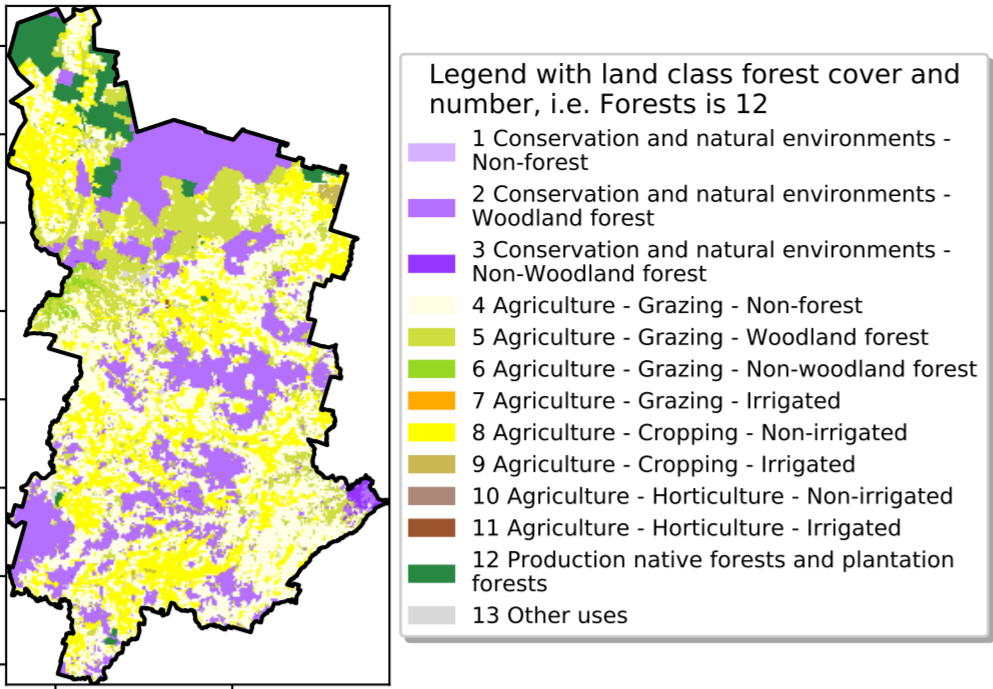 Legend with land class forest cover and
number, i.e. Forests is 12
1 Conservation and natural environments -
Non-forest
2 Conservation and natural environments -
Woodland forest
3 Conservation and natural environments -
Non-Woodland forest
4 Agriculture - Grazing - Non-forest
5 Agriculture - Grazing - Woodland forest
6 Agriculture - Grazing - Non-woodland forest
7 Agriculture - Grazing - Irrigated
8 Agriculture - Cropping - Non-irrigated
9 Agriculture - Cropping - Irrigated
10 Agriculture - Horticulture - Non-irrigated
11 Agriculture - Horticulture - Irrigated
12 Production native forests and plantation
forests
13 Other uses